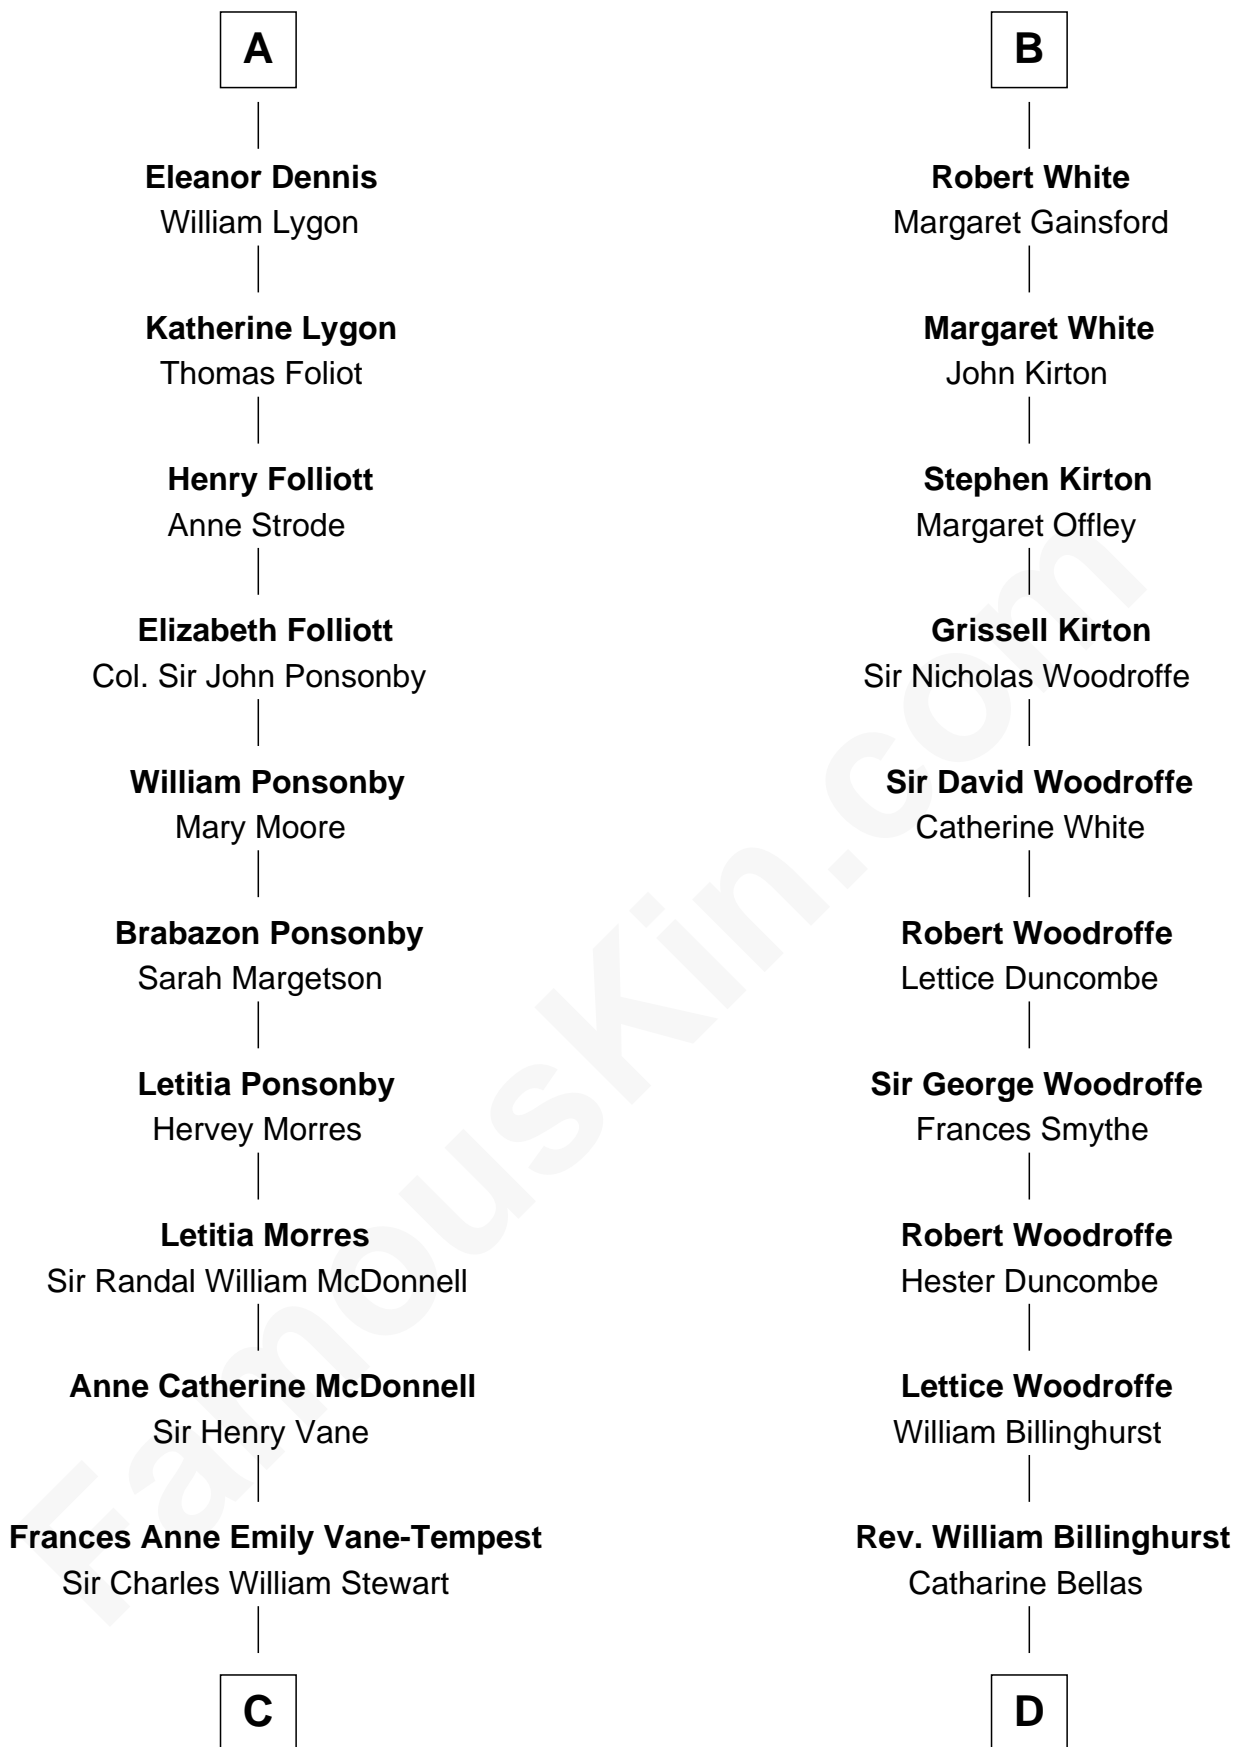 A
Eleanor Dennis
William Lygon
Katherine Lygon
Thomas Foliot
Henry Folliott
Anne Strode
Elizabeth Folliott
Col. Sir John Ponsonby
William Ponsonby
Mary Moore
Brabazon Ponsonby
Sarah Margetson
Letitia Ponsonby
Hervey Morres
Letitia Morres
Sir Randal William McDonnell
Anne Catherine McDonnell
Sir Henry Vane
Frances Anne Emily Vane-Tempest
Sir Charles William Stewart
C
B
Robert White
Margaret Gainsford
Margaret White
John Kirton
Stephen Kirton
Margaret Offley
Grissell Kirton
Sir Nicholas Woodroffe
Sir David Woodroffe
Catherine White
Robert Woodroffe
Lettice Duncombe
Sir George Woodroffe
Frances Smythe
Robert Woodroffe
Hester Duncombe
Lettice Woodroffe
William Billinghurst
Rev. William Billinghurst
Catharine Bellas
D
FamousKin.com